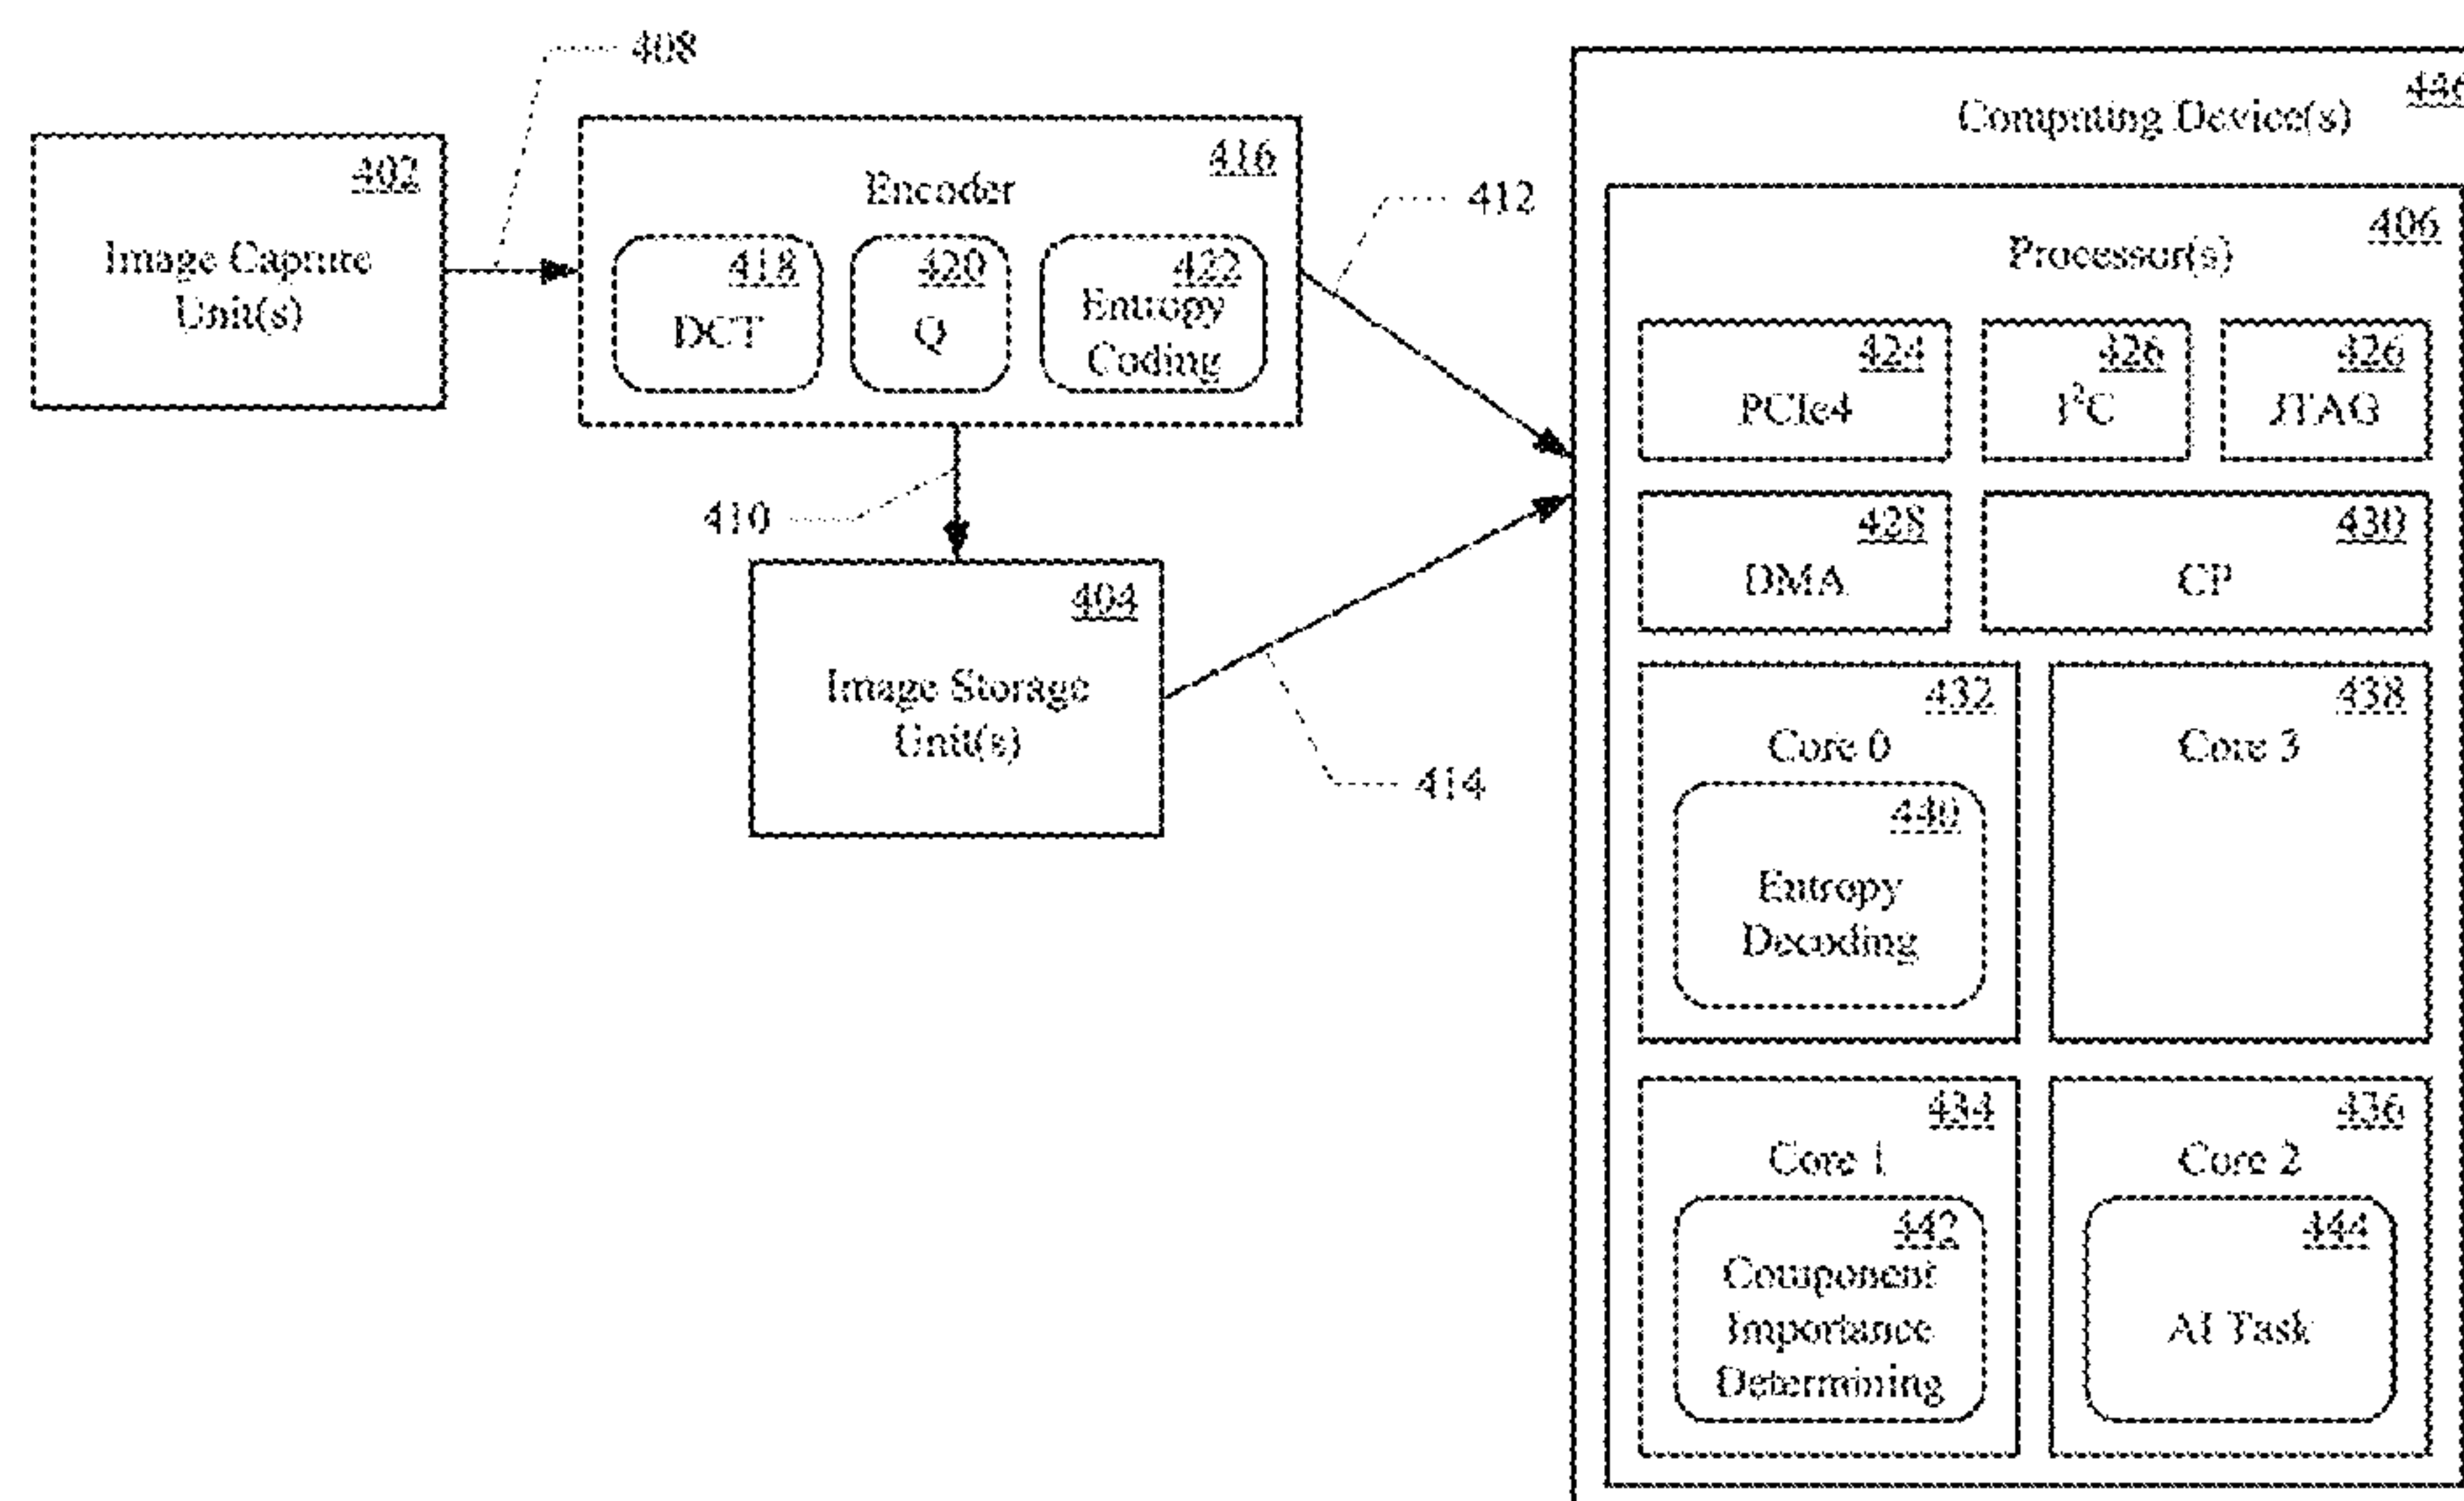 408
402
Image Capture
Unit(s)
416
Encoder
418
DCT
420
Q
422
Entropy
Coding
412
410
404
Image Storage
Unit(s)
414
Computing Device(s)
406
Processor(s)
424
PCIe4
426
I²C
426
JTAG
428
DMA
430
CP
432
Core 0
440
Entropy
Decoding
438
Core 3
434
Core 1
442
Component
Importance
Determining
436
Core 2
444
AI Task